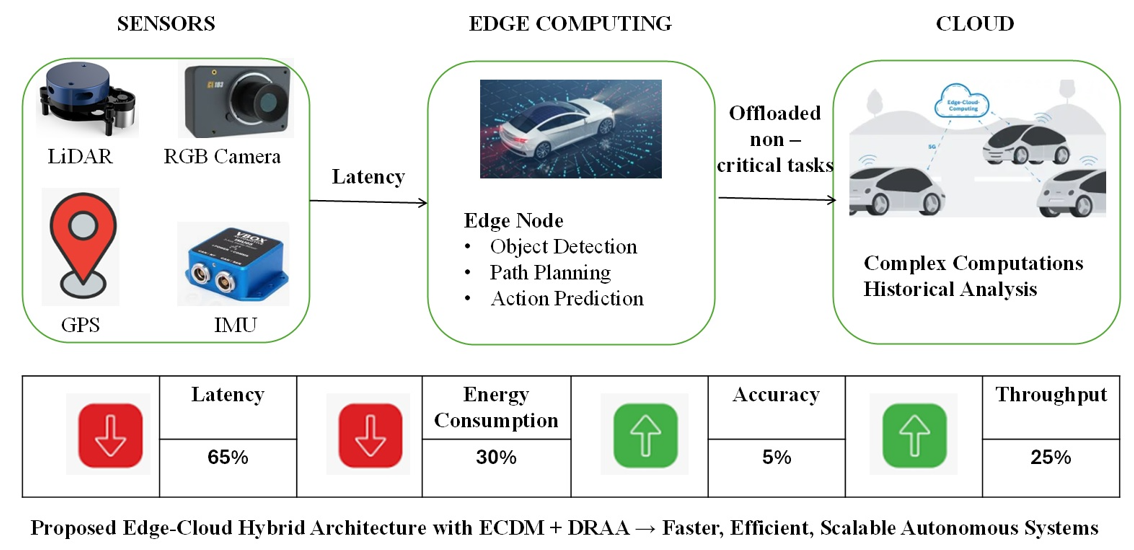 SENSORS
EDGE COMPUTING
CLOUD
LiDAR
RGB Camera
GPS
VBOX
IMU
Latency
Edge Node
• Object Detection
• Path Planning
• Action Prediction
Offloaded
non –
critical tasks
Edge-Cloud-
Computing
5G
Complex Computations
Historical Analysis
Latency
65%
Energy
Consumption
30%
Accuracy
5%
Throughput
25%
Proposed Edge-Cloud Hybrid Architecture with ECDM + DRAA → Faster, Efficient, Scalable Autonomous Systems